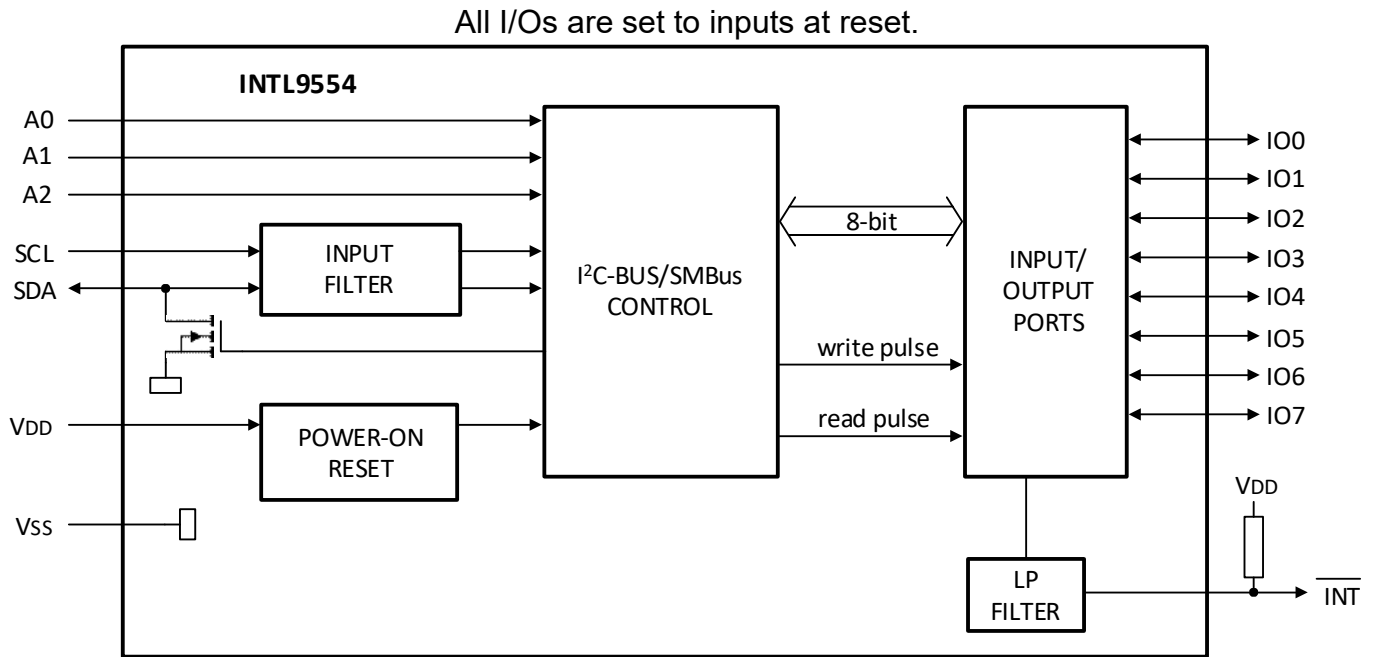 All I/Os are set to inputs at reset.
INTL9554
A0
A1
A2
SCL
SDA
VDD
VSS
INPUT
FILTER
POWER-ON
RESET
I²C-BUS/SMBus
CONTROL
8-bit
write pulse
read pulse
INPUT/
OUTPUT
PORTS
IO0
IO1
IO2
IO3
IO4
IO5
IO6
IO7
VDD
LP
FILTER
INT